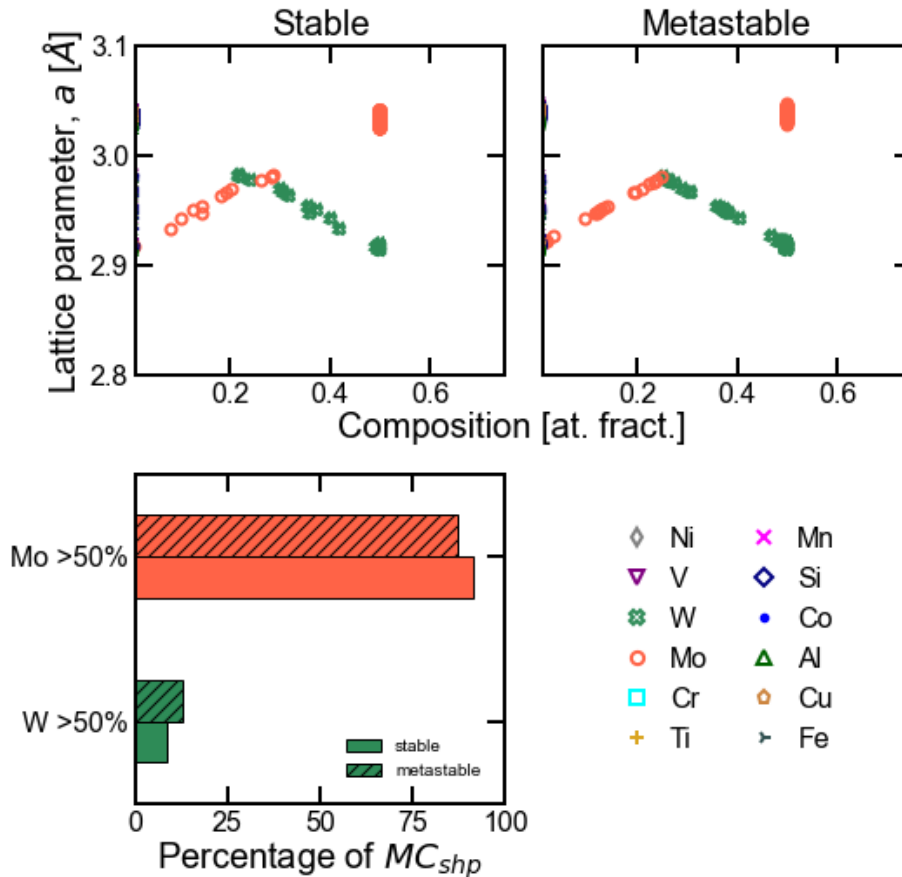 Stable
Metastable
Lattice parameter, a [Å]
3.1
3.0
2.9
2.8
0.2
0.4
0.6
0.2
0.4
0.6
Composition [at. fract.]
Mo >50%
W >50%
stable
metastable
0
25
50
75
100
Percentage of MC_shp
Ni
V
W
Mo
Cr
Ti
Mn
Si
Co
Al
Cu
Fe